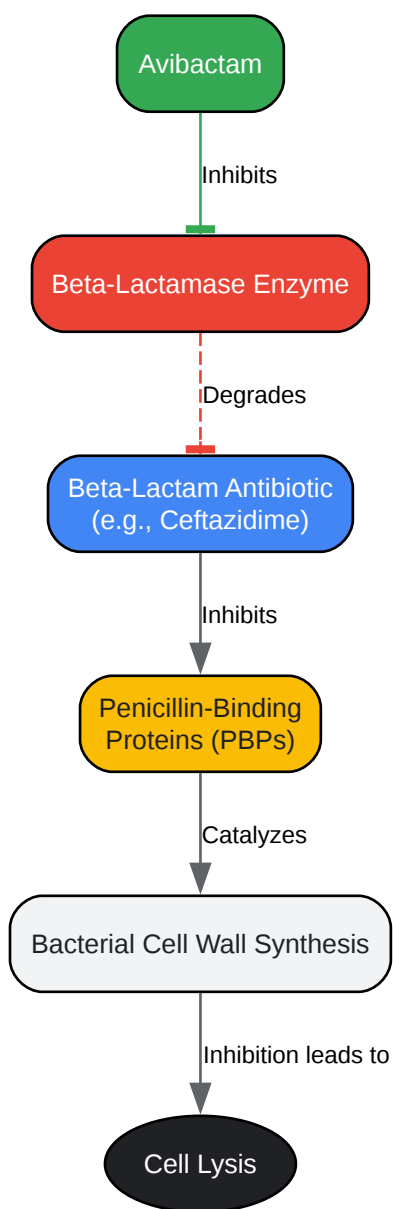 Avibactam
Inhibits
Beta-Lactamase Enzyme
Degrades
Beta-Lactam Antibiotic
(e.g., Ceftazidime)
Inhibits
Penicillin-Binding
Proteins (PBPs)
Catalyzes
Bacterial Cell Wall Synthesis
Inhibition leads to
Cell Lysis